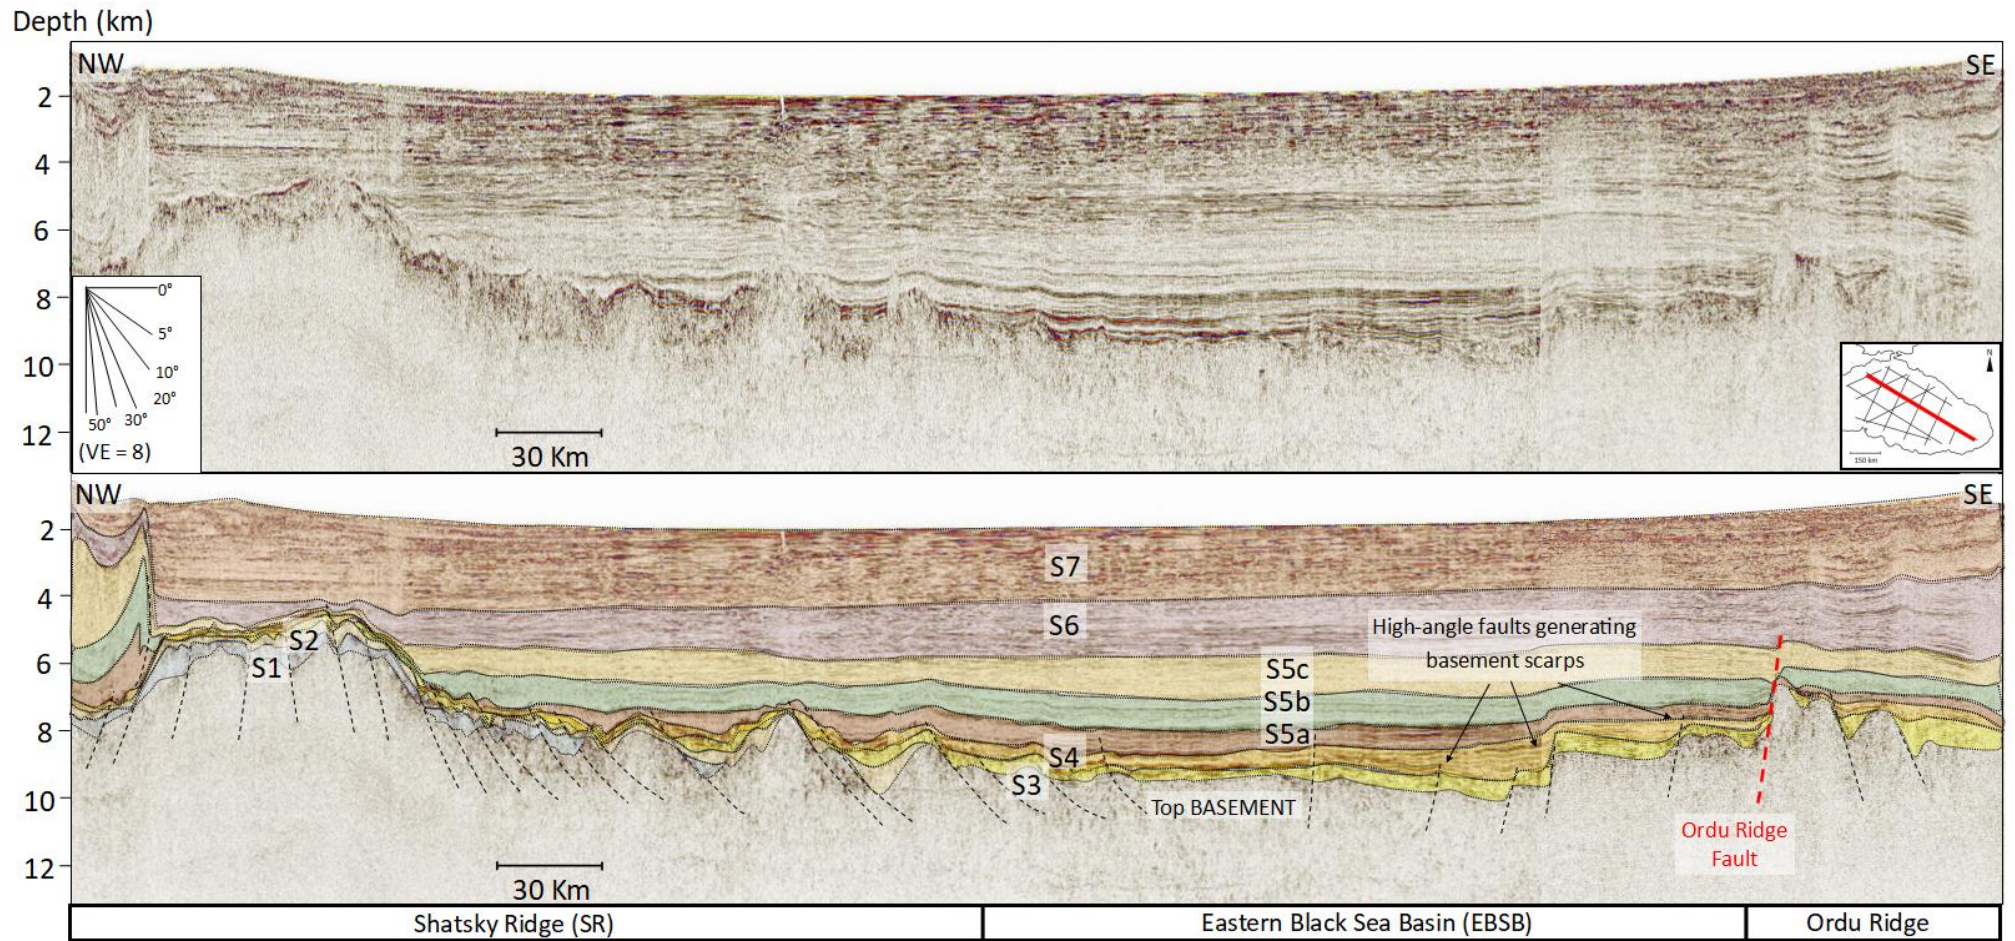 Depth (km)
NW
SE
2
4
6
8
10
12
0°
5°
10°
20°
30°
50°
(VE = 8)
30 Km
N
150 km
NW
SE
2
4
6
8
10
12
S7
S6
High-angle faults generating
basement scarps
S2
S1
S5c
S5b
S5a
S4
S3
Top BASEMENT
Ordu Ridge
Fault
30 Km
Shatsky Ridge (SR)
Eastern Black Sea Basin (EBSB)
Ordu Ridge